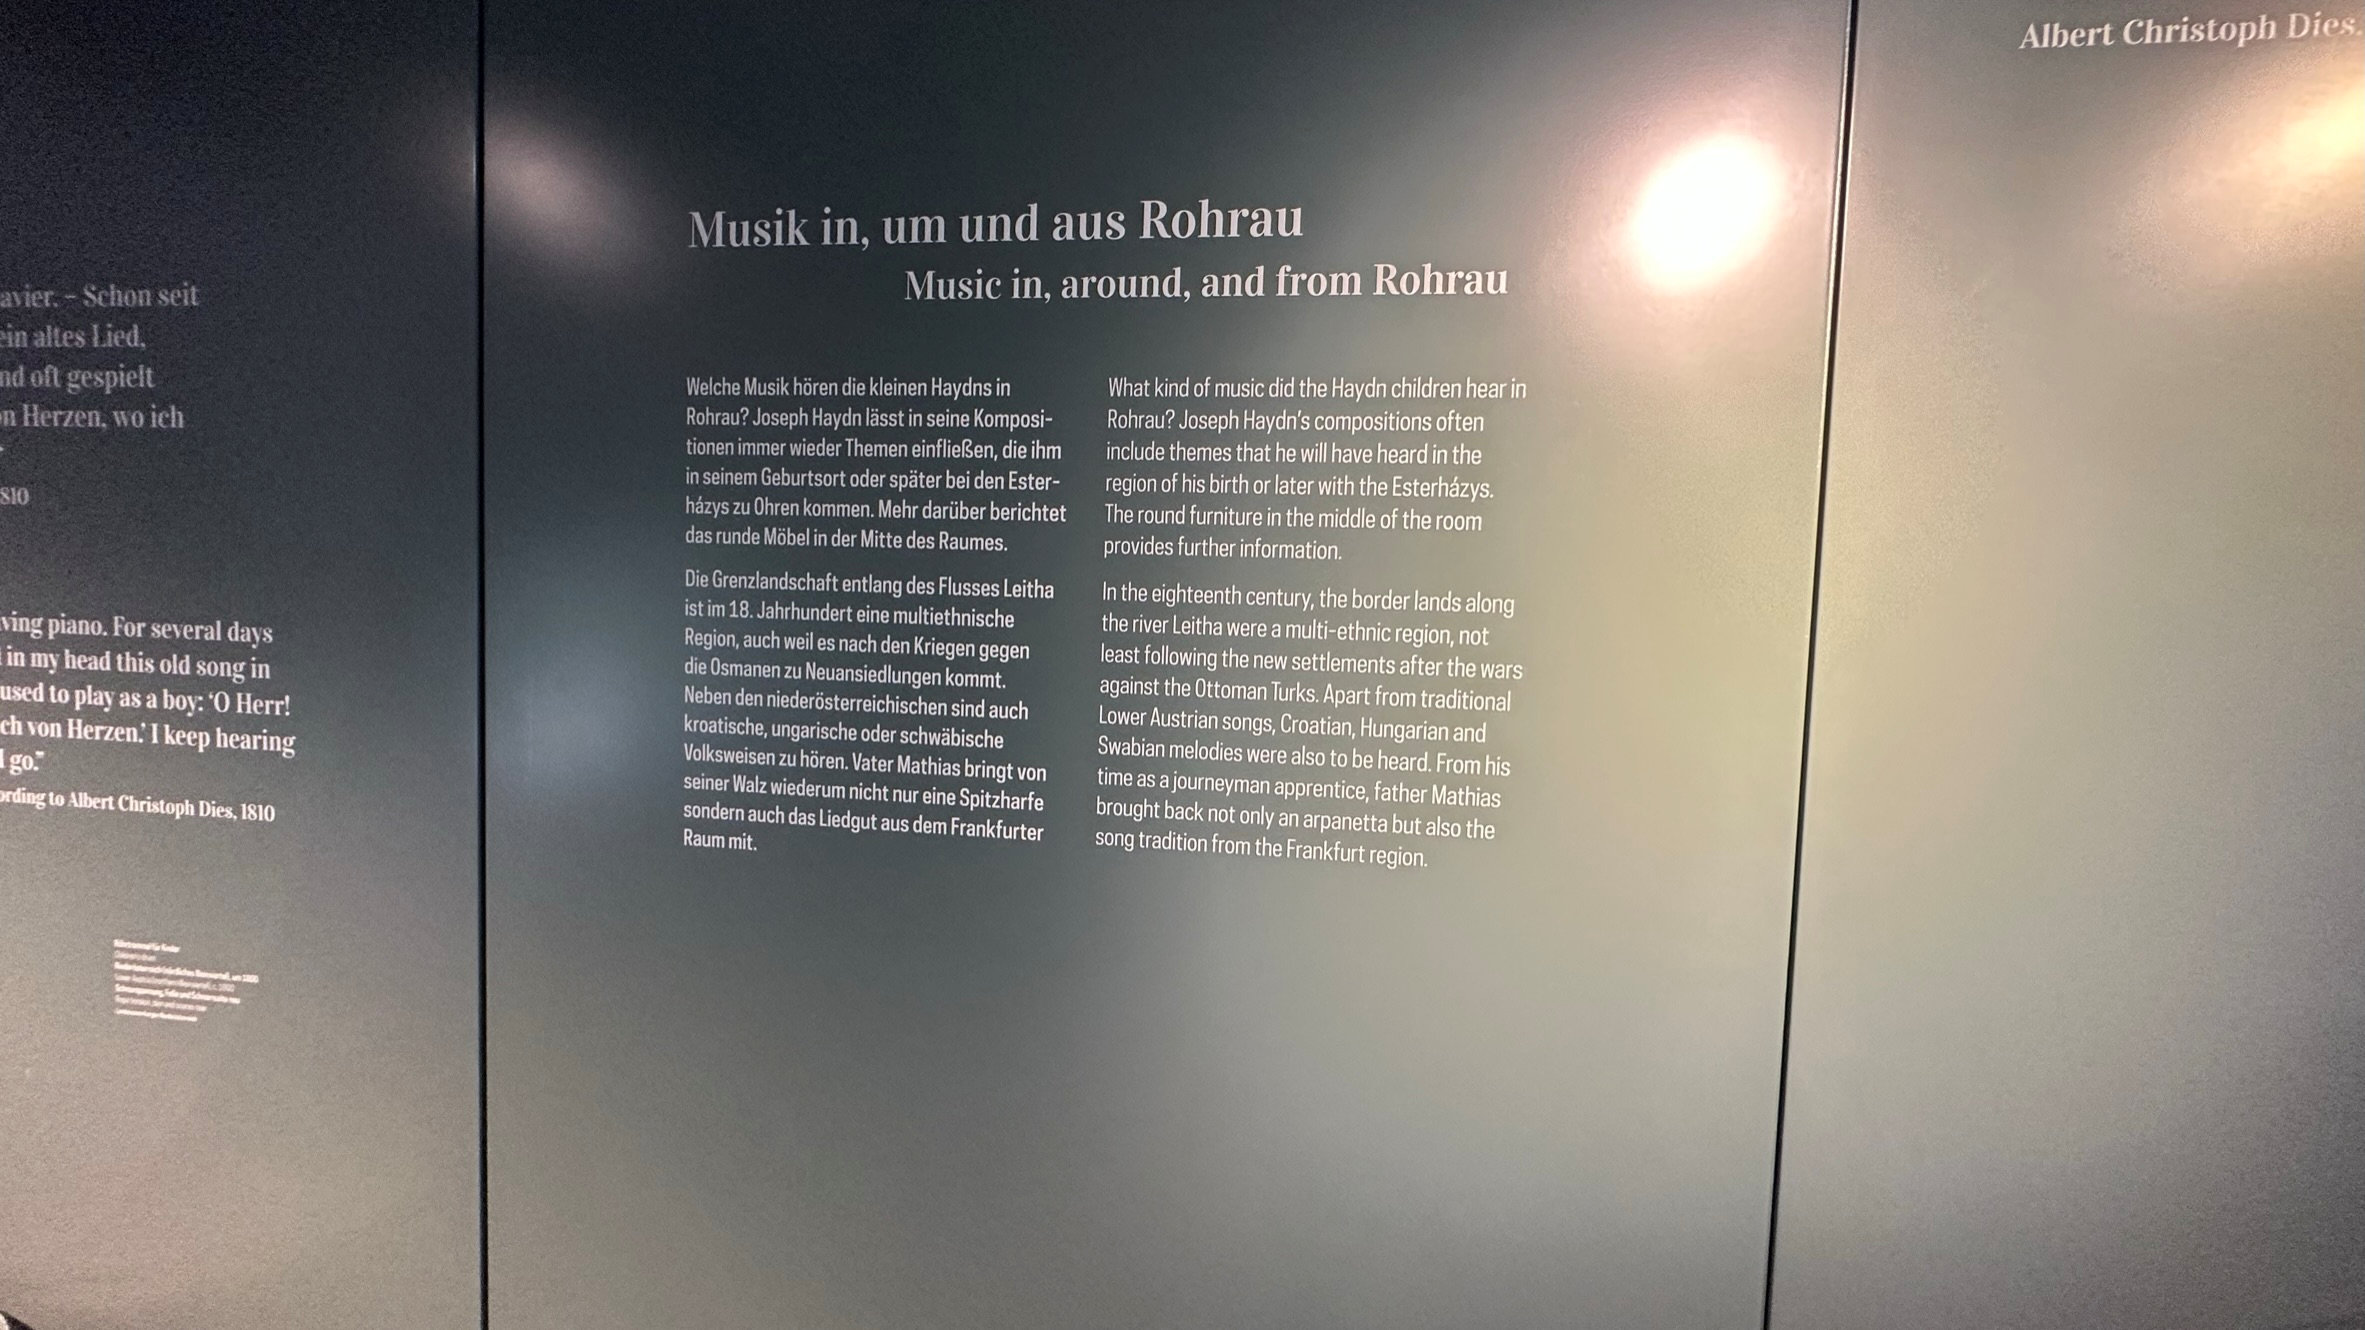 Albert Christoph Dies.
avier. – Schon seit
ein altes Lied,
nd oft gespielt
n Herzen, wo ich
810
ving piano. For several days
in my head this old song in
used to play as a boy: ‘O Herr!
ch von Herzen.’ I keep hearing
I go.”
ording to Albert Christoph Dies, 1810
Musik in, um und aus Rohrau
Music in, around, and from Rohrau
Welche Musik hören die kleinen Haydns in
Rohrau? Joseph Haydn lässt in seine Komposi-
tionen immer wieder Themen einfließen, die ihm
in seinem Geburtsort oder später bei den Ester-
házys zu Ohren kommen. Mehr darüber berichtet
das runde Möbel in der Mitte des Raumes.
Die Grenzlandschaft entlang des Flusses Leitha
ist im 18. Jahrhundert eine multiethnische
Region, auch weil es nach den Kriegen gegen
die Osmanen zu Neuansiedlungen kommt.
Neben den niederösterreichischen sind auch
kroatische, ungarische oder schwäbische
Volksweisen zu hören. Vater Mathias bringt von
seiner Walz wiederum nicht nur eine Spitzharfe
sondern auch das Liedgut aus dem Frankfurter
Raum mit.
What kind of music did the Haydn children hear in
Rohrau? Joseph Haydn’s compositions often
include themes that he will have heard in the
region of his birth or later with the Esterházys.
The round furniture in the middle of the room
provides further information.
In the eighteenth century, the border lands along
the river Leitha were a multi-ethnic region, not
least following the new settlements after the wars
against the Ottoman Turks. Apart from traditional
Lower Austrian songs, Croatian, Hungarian and
Swabian melodies were also to be heard. From his
time as a journeyman apprentice, father Mathias
brought back not only an arpanetta but also the
song tradition from the Frankfurt region.